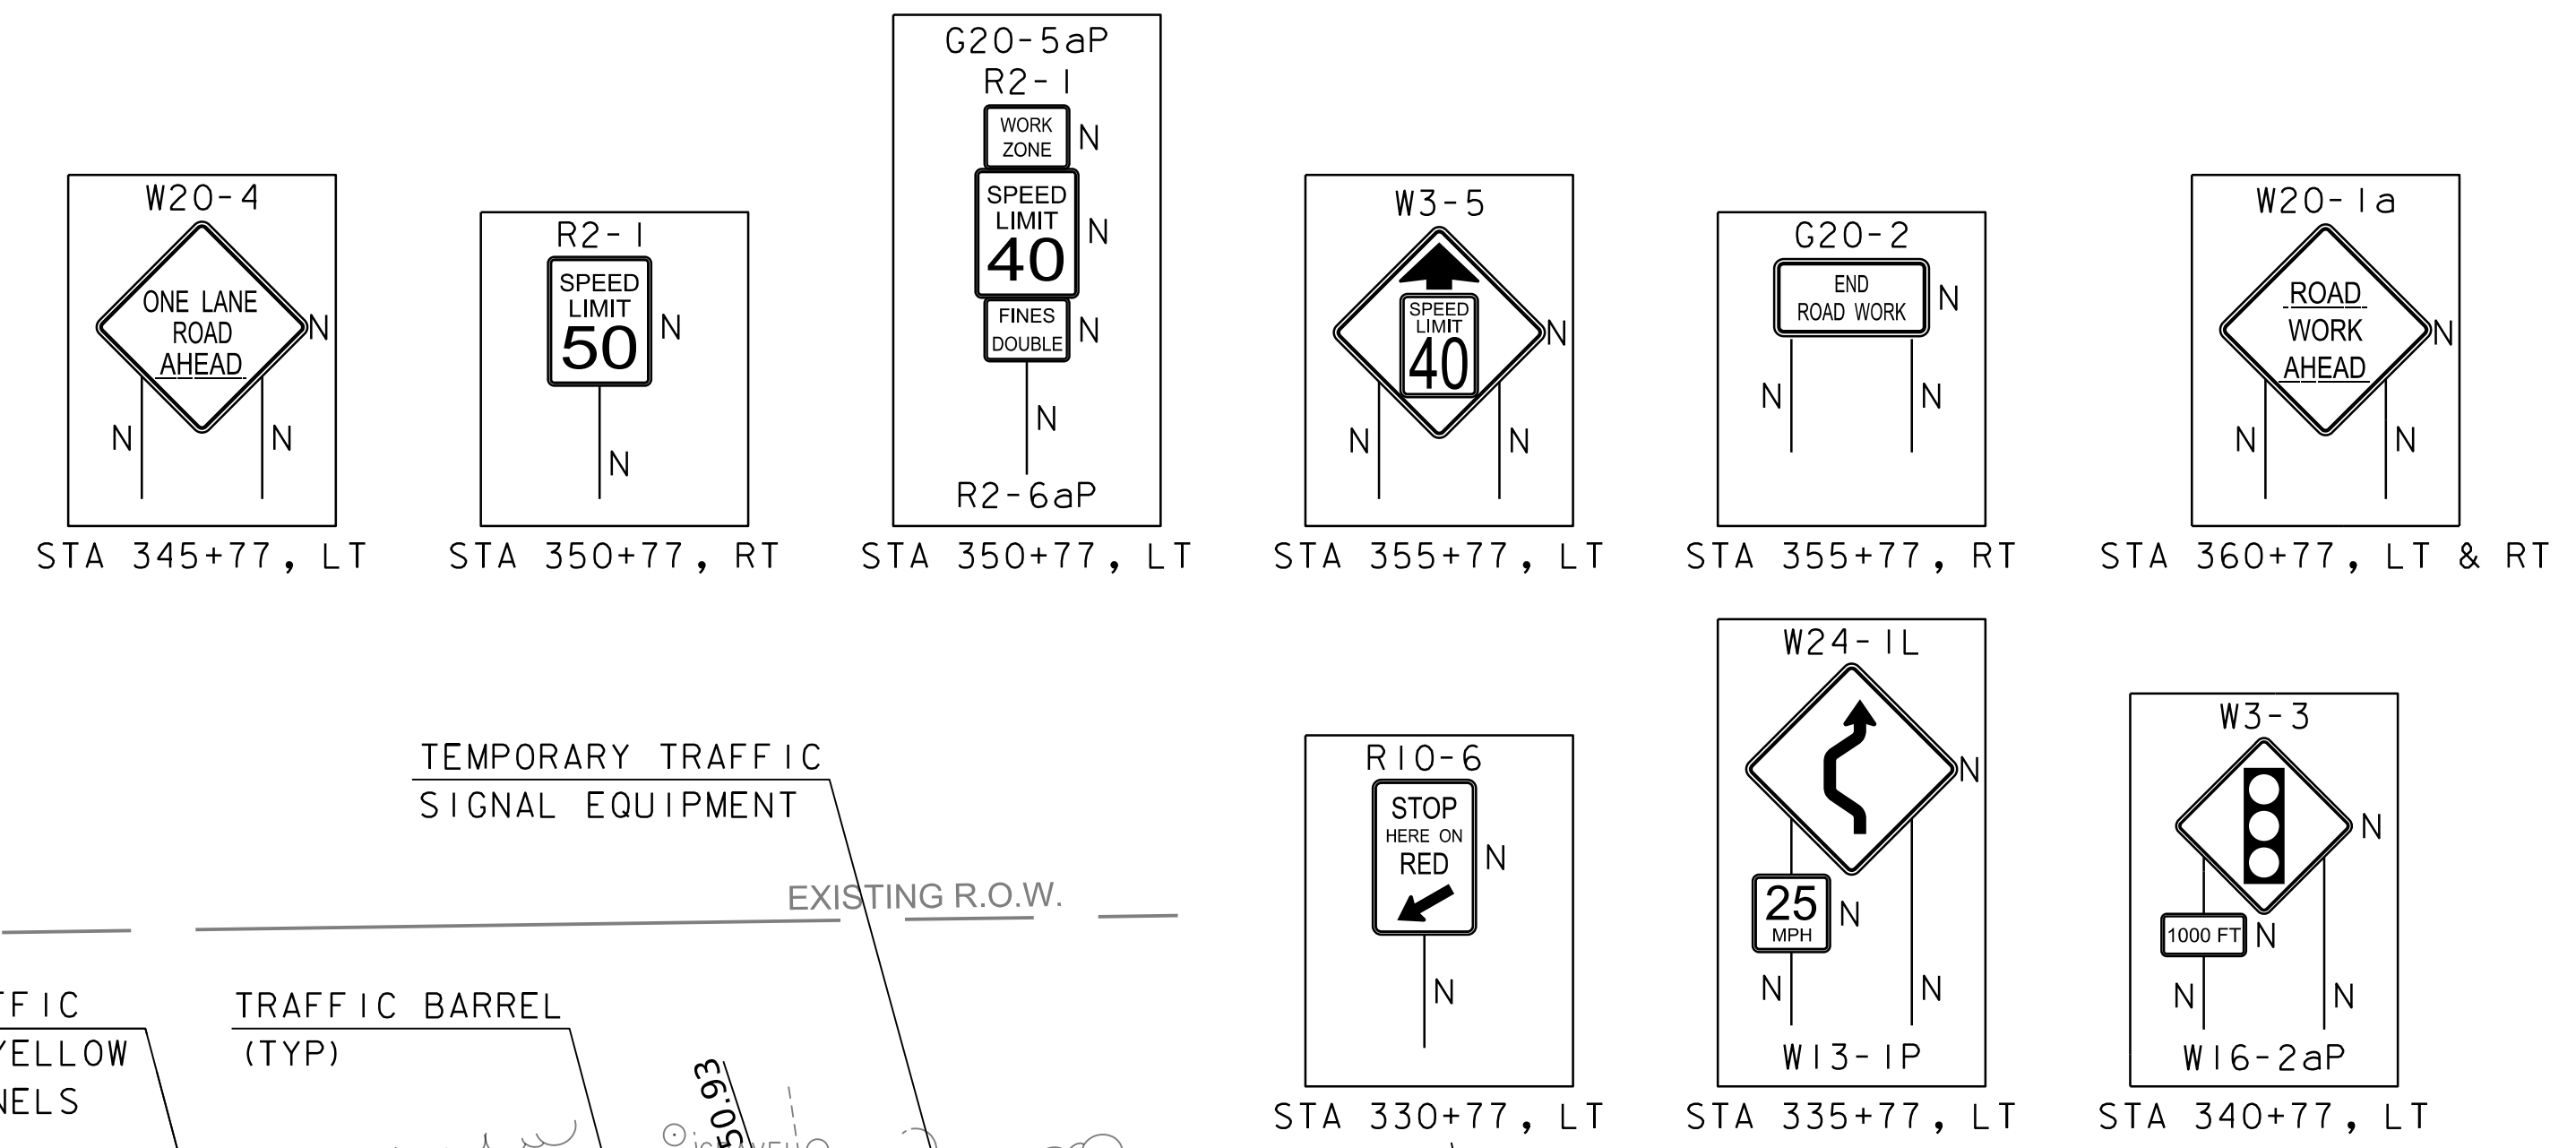 W20-4
ONE LANE
ROAD
AHEAD
N
N
N
STA 345+77, LT
R2-1
SPEED
LIMIT
50
N
N
STA 350+77, RT
G20-5aP
R2-1
WORK
ZONE
N
SPEED
LIMIT
40
N
FINES
DOUBLE
N
N
R2-6aP
STA 350+77, LT
W3-5
SPEED
LIMIT
40
N
N
N
STA 355+77, LT
G20-2
END
ROAD WORK
N
N
N
STA 355+77, RT
W20-1a
ROAD
WORK
AHEAD
N
N
N
STA 360+77, LT & RT
R10-6
STOP
HERE ON
RED
N
N
STA 330+77, LT
W24-1L
N
25
MPH
N
N
N
W13-1P
STA 335+77, LT
W3-3
N
1000 FT
N
N
N
W16-2aP
STA 340+77, LT
TEMPORARY TRAFFIC
SIGNAL EQUIPMENT
EXISTING R.O.W.
FFIC
YELLOW
NELS
TRAFFIC BARREL
(TYP)
50.93